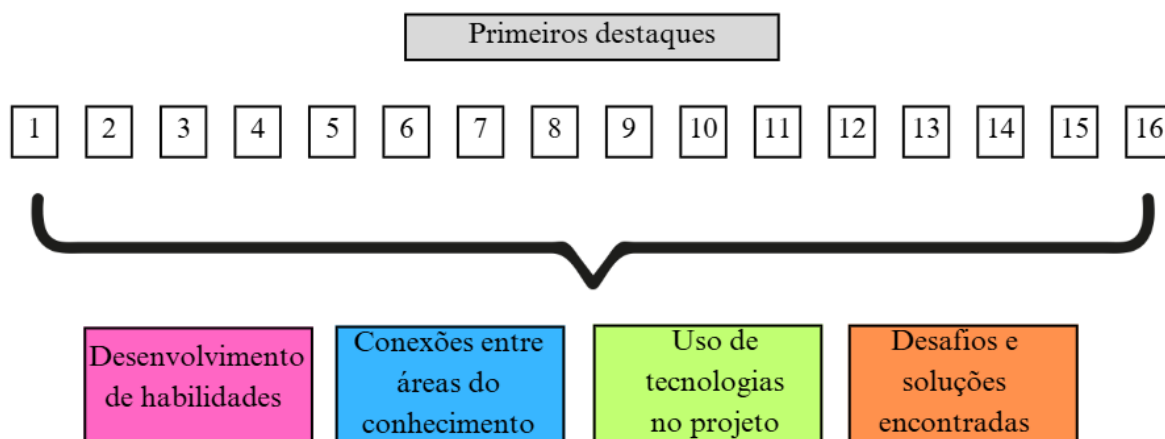 Primeiros destaques
1 2 3 4 5 6 7 8 9 10 11 12 13 14 15 16
Desenvolvimento
de habilidades
Conexões entre
áreas do
conhecimento
Uso de
tecnologias
no projeto
Desafios e
soluções
encontradas